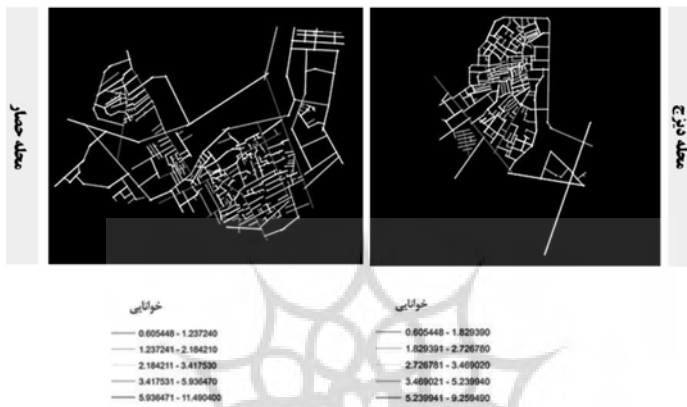 محله دیزج
محله حصار
خوانایی
0.605448 - 1.829390
1.829391 - 2.726780
2.726781 - 3.469020
3.469021 - 5.239940
5.239941 - 9.259490
خوانایی
0.605448 - 1.237240
1.237241 - 2.184210
2.184211 - 3.417530
3.417531 - 5.936470
5.936471 - 11.490400